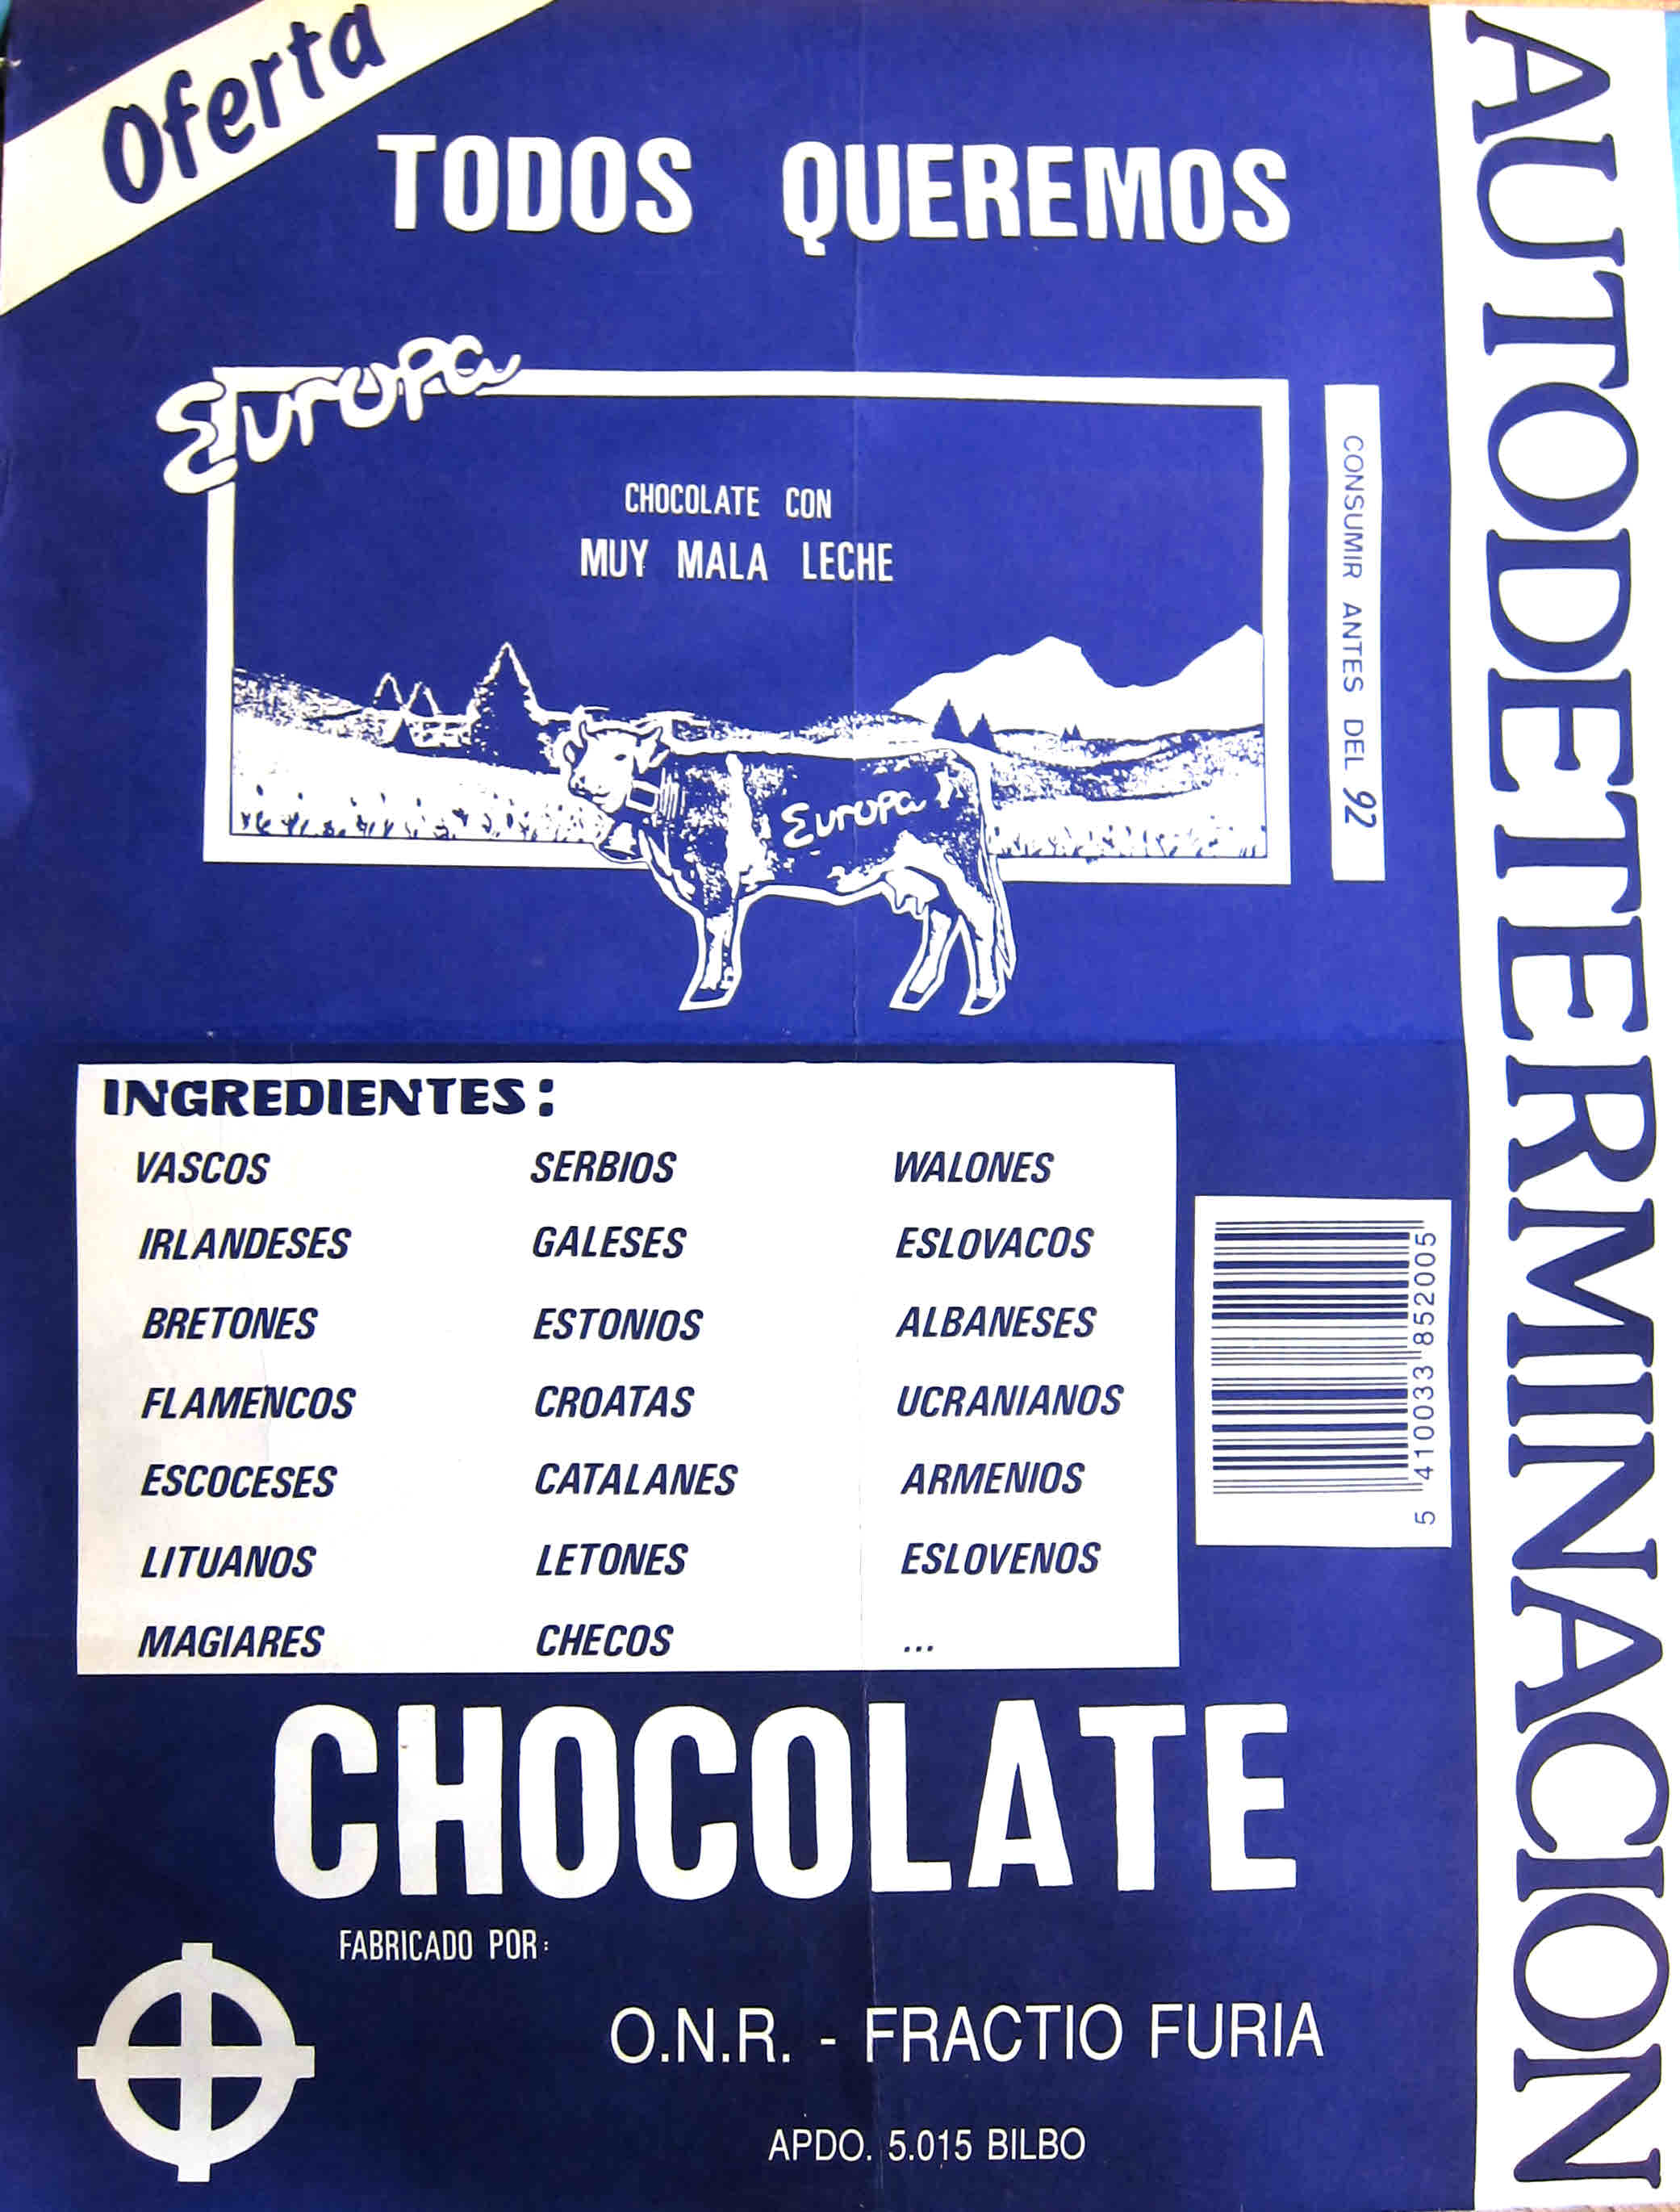 Oferta
TODOS QUEREMOS
Europa
CHOCOLATE CON
MUY MALA LECHE
Europa
CONSUMIR ANTES DEL 92
AUTODETERMINACION
INGREDIENTES:
VASCOS
IRLANDESES
BRETONES
FLAMENCOS
ESCOCESES
LITUANOS
MAGIARES
SERBIOS
GALESES
ESTONIOS
CROATAS
CATALANES
LETONES
CHECOS
WALONES
ESLOVACOS
ALBANESES
UCRANIANOS
ARMENIOS
ESLOVENOS
...
5 410033 852005
CHOCOLATE
FABRICADO POR:
O.N.R. - FRACTIO FURIA
APDO. 5.015 BILBO